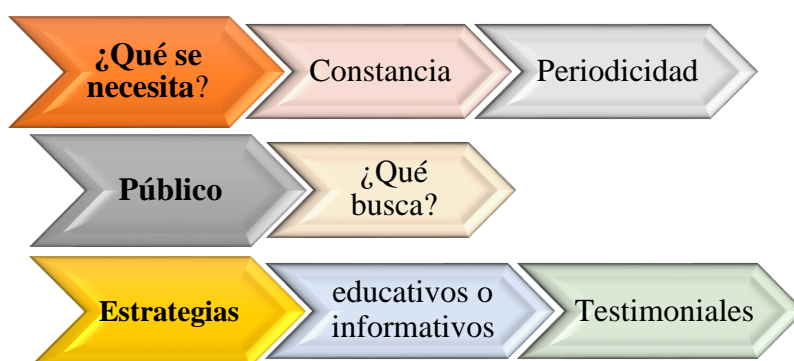 ¿Qué se
necesita?
Constancia
Periodicidad
Público
¿Qué
busca?
Estrategias
educativos o
informativos
Testimoniales